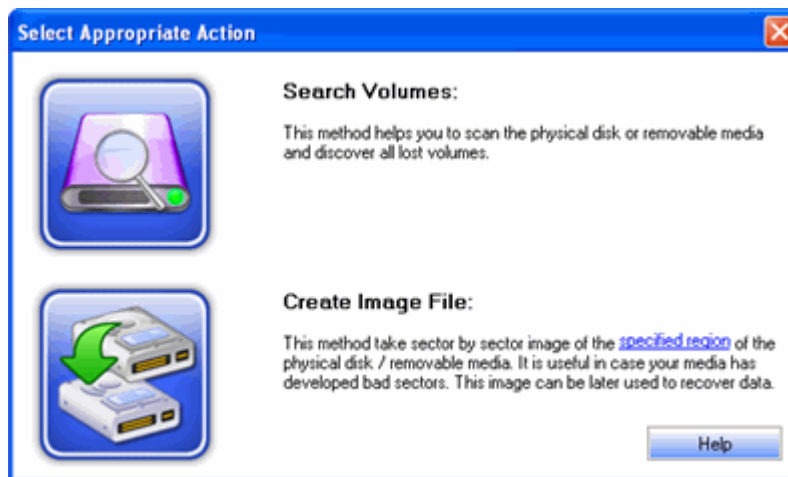 Select Appropriate Action
Search Volumes:
This method helps you to scan the physical disk or removable media
and discover all lost volumes.
Create Image File:
This method take sector by sector image of the specified region of the
physical disk / removable media. It is useful in case your media has
developed bad sectors. This image can be later used to recover data.
Help